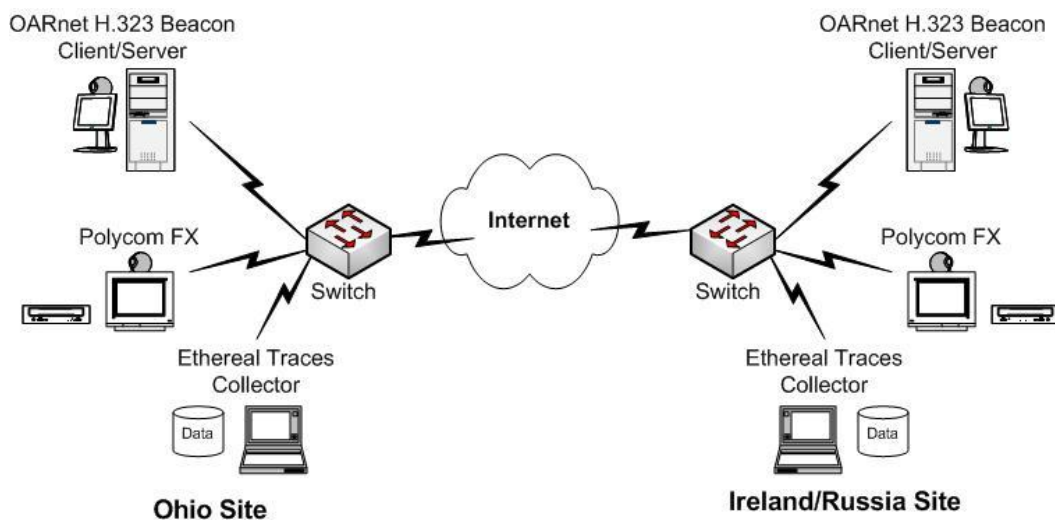 OARnet H.323 Beacon
Client/Server
OARnet H.323 Beacon
Client/Server
Internet
Polycom FX
Polycom FX
Switch
Switch
Ethereal Traces
Collector
Ethereal Traces
Collector
Data
Data
Ohio Site
Ireland/Russia Site